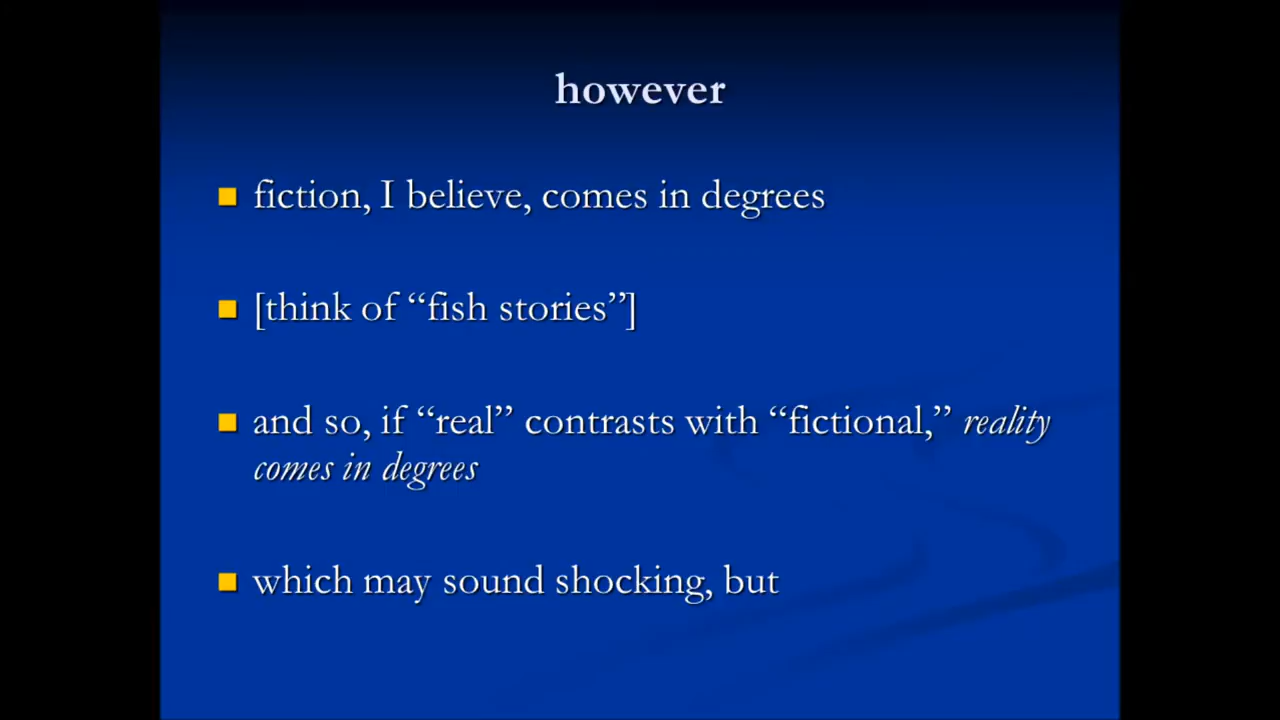 however
fiction, I believe, comes in degrees
[think of “fish stories”]
and so, if “real” contrasts with “fictional,” reality
comes in degrees
which may sound shocking, but